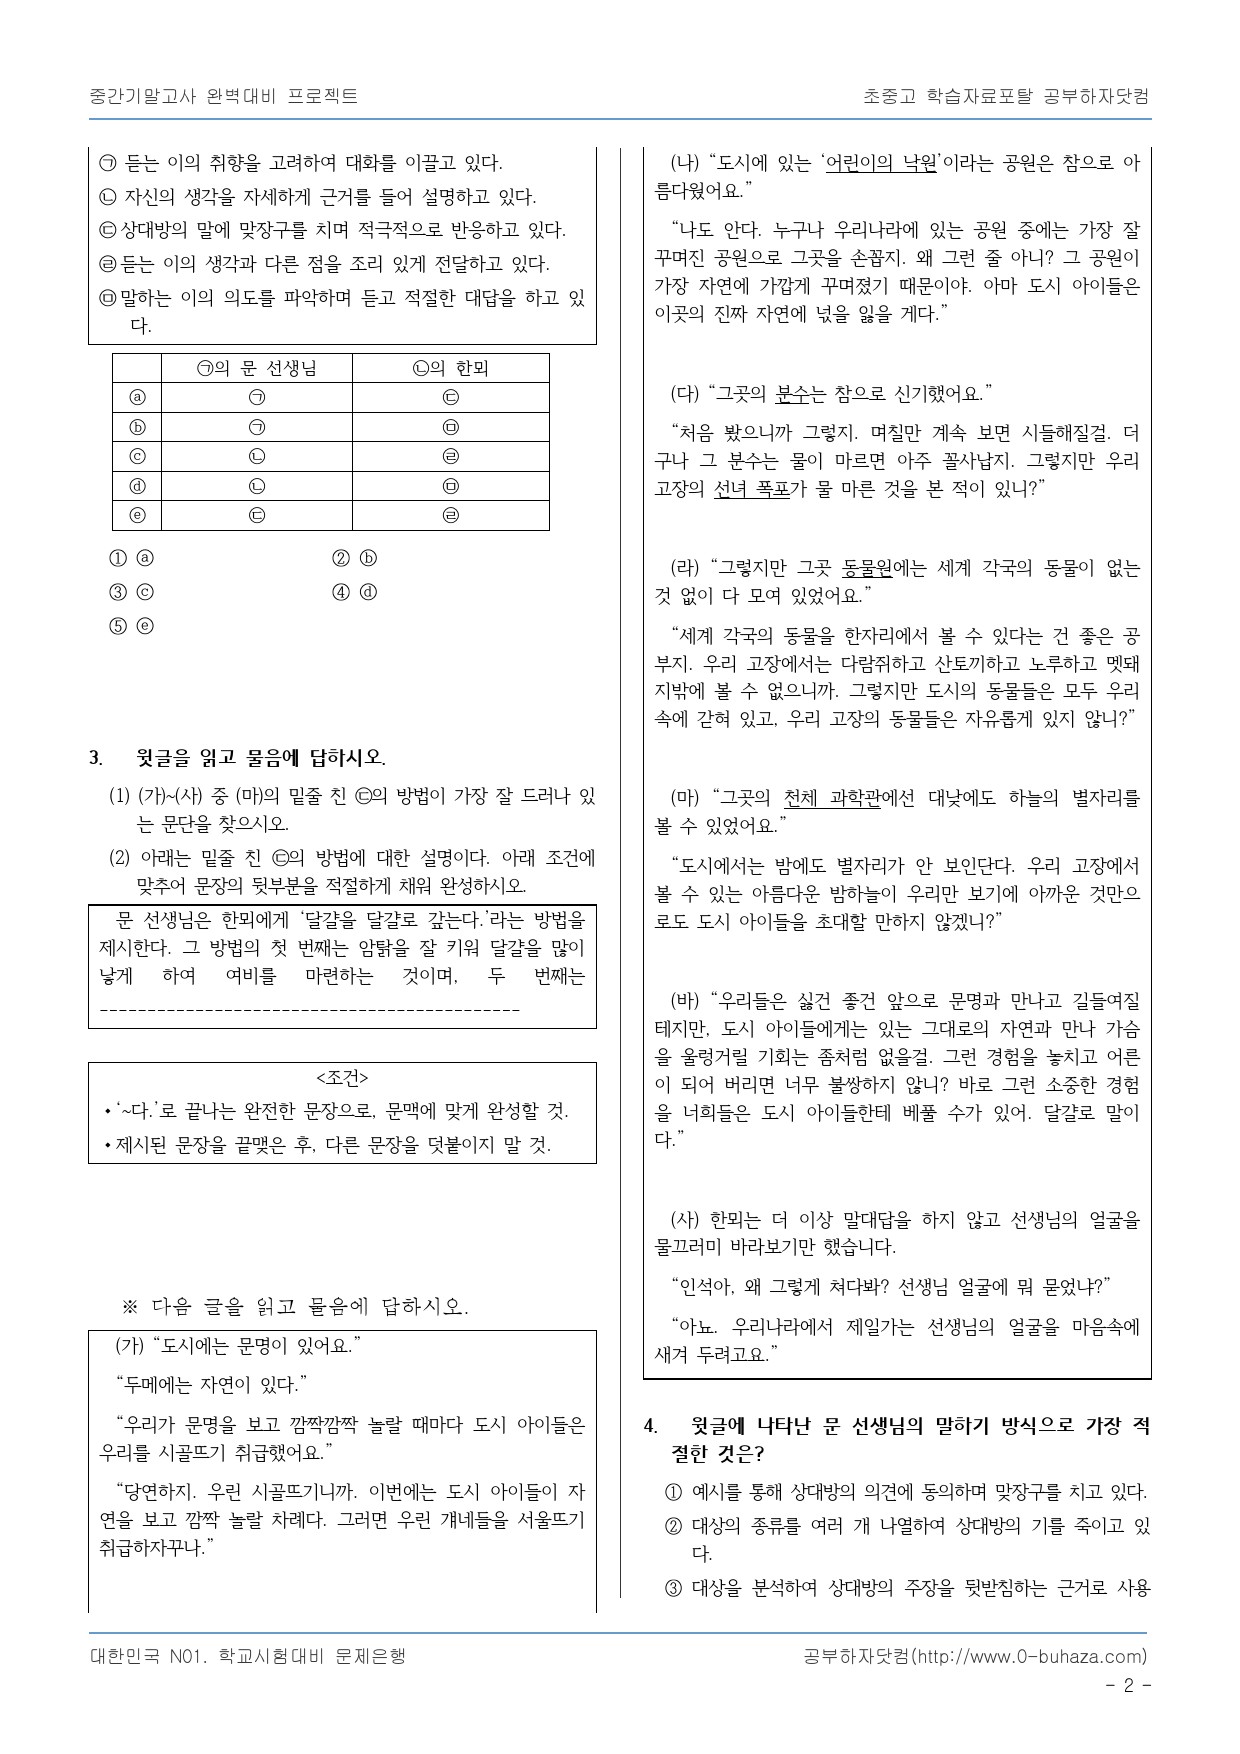 중간기말고사 완벽대비 프로젝트
초중고 학습자료포탈 공부하자닷컴
㉠ 듣는 이의 취향을 고려하여 대화를 이끌고 있다.
㉡ 자신의 생각을 자세하게 근거를 들어 설명하고 있다.
㉢ 상대방의 말에 맞장구를 치며 적극적으로 반응하고 있다.
㉣ 듣는 이의 생각과 다른 점을 조리 있게 전달하고 있다.
㉤ 말하는 이의 의도를 파악하며 듣고 적절한 대답을 하고 있
다.
㉠의 문 선생님 ㉡의 한뫼
ⓐ ㉠ ㉢
ⓑ ㉠ ㉤
ⓒ ㉡ ㉣
ⓓ ㉡ ㉤
ⓔ ㉢ ㉣
① ⓐ ② ⓑ
③ ⓒ ④ ⓓ
⑤ ⓔ
3. 윗글을 읽고 물음에 답하시오.
(1) (가)~(사) 중 (마)의 밑줄 친 ㉢의 방법이 가장 잘 드러나 있
는 문단을 찾으시오.
(2) 아래는 밑줄 친 ㉢의 방법에 대한 설명이다. 아래 조건에
맞추어 문장의 뒷부분을 적절하게 채워 완성하시오.
문 선생님은 한뫼에게 ‘달걀을 달걀로 갚는다.’라는 방법을
제시한다. 그 방법의 첫 번째는 암탉을 잘 키워 달걀을 많이
낳게 하여 여비를 마련하는 것이며, 두 번째는
--------------------------------------------
<조건>
• ‘~다.’로 끝나는 완전한 문장으로, 문맥에 맞게 완성할 것.
• 제시된 문장을 끝맺은 후, 다른 문장을 덧붙이지 말 것.
※ 다음 글을 읽고 물음에 답하시오.
(가) “도시에는 문명이 있어요.”
“두메에는 자연이 있다.”
“우리가 문명을 보고 깜짝깜짝 놀랄 때마다 도시 아이들은
우리를 시골뜨기 취급했어요.”
“당연하지. 우린 시골뜨기니까. 이번에는 도시 아이들이 자
연을 보고 깜짝 놀랄 차례다. 그러면 우린 걔네들을 서울뜨기
취급하자꾸나.”
(나) “도시에 있는 ‘어린이의 낙원’이라는 공원은 참으로 아
름다웠어요.”
“나도 안다. 누구나 우리나라에 있는 공원 중에는 가장 잘
꾸며진 공원으로 그곳을 손꼽지. 왜 그런 줄 아니? 그 공원이
가장 자연에 가깝게 꾸며졌기 때문이야. 아마 도시 아이들은
이곳의 진짜 자연에 넋을 잃을 게다.”
(다) “그곳의 분수는 참으로 신기했어요.”
“처음 봤으니까 그렇지. 며칠만 계속 보면 시들해질걸. 더
구나 그 분수는 물이 마르면 아주 꼴사납지. 그렇지만 우리
고장의 선녀 폭포가 물 마른 것을 본 적이 있니?”
(라) “그렇지만 그곳 동물원에는 세계 각국의 동물이 없는
것 없이 다 모여 있었어요.”
“세계 각국의 동물을 한자리에서 볼 수 있다는 건 좋은 공
부지. 우리 고장에서는 다람쥐하고 산토끼하고 노루하고 멧돼
지밖에 볼 수 없으니까. 그렇지만 도시의 동물들은 모두 우리
속에 갇혀 있고, 우리 고장의 동물들은 자유롭게 있지 않니?”
(마) “그곳의 천체 과학관에선 대낮에도 하늘의 별자리를
볼 수 있었어요.”
“도시에서는 밤에도 별자리가 안 보인단다. 우리 고장에서
볼 수 있는 아름다운 밤하늘이 우리만 보기에 아까운 것만으
로도 도시 아이들을 초대할 만하지 않겠니?”
(바) “우리들은 싫건 좋건 앞으로 문명과 만나고 길들여질
테지만, 도시 아이들에게는 있는 그대로의 자연과 만나 가슴
을 울렁거릴 기회는 좀처럼 없을걸. 그런 경험을 놓치고 어른
이 되어 버리면 너무 불쌍하지 않니? 바로 그런 소중한 경험
을 너희들은 도시 아이들한테 베풀 수가 있어. 달걀로 말이
다.”
(사) 한뫼는 더 이상 말대답을 하지 않고 선생님의 얼굴을
물끄러미 바라보기만 했습니다.
“인석아, 왜 그렇게 쳐다봐? 선생님 얼굴에 뭐 묻었냐?”
“아뇨. 우리나라에서 제일가는 선생님의 얼굴을 마음속에
새겨 두려고요.”
4. 윗글에 나타난 문 선생님의 말하기 방식으로 가장 적
절한 것은?
① 예시를 통해 상대방의 의견에 동의하며 맞장구를 치고 있다.
② 대상의 종류를 여러 개 나열하여 상대방의 기를 죽이고 있
다.
③ 대상을 분석하여 상대방의 주장을 뒷받침하는 근거로 사용
대한민국 N01. 학교시험대비 문제은행
공부하자닷컴(http://www.0-buhaza.com)
- 2 -